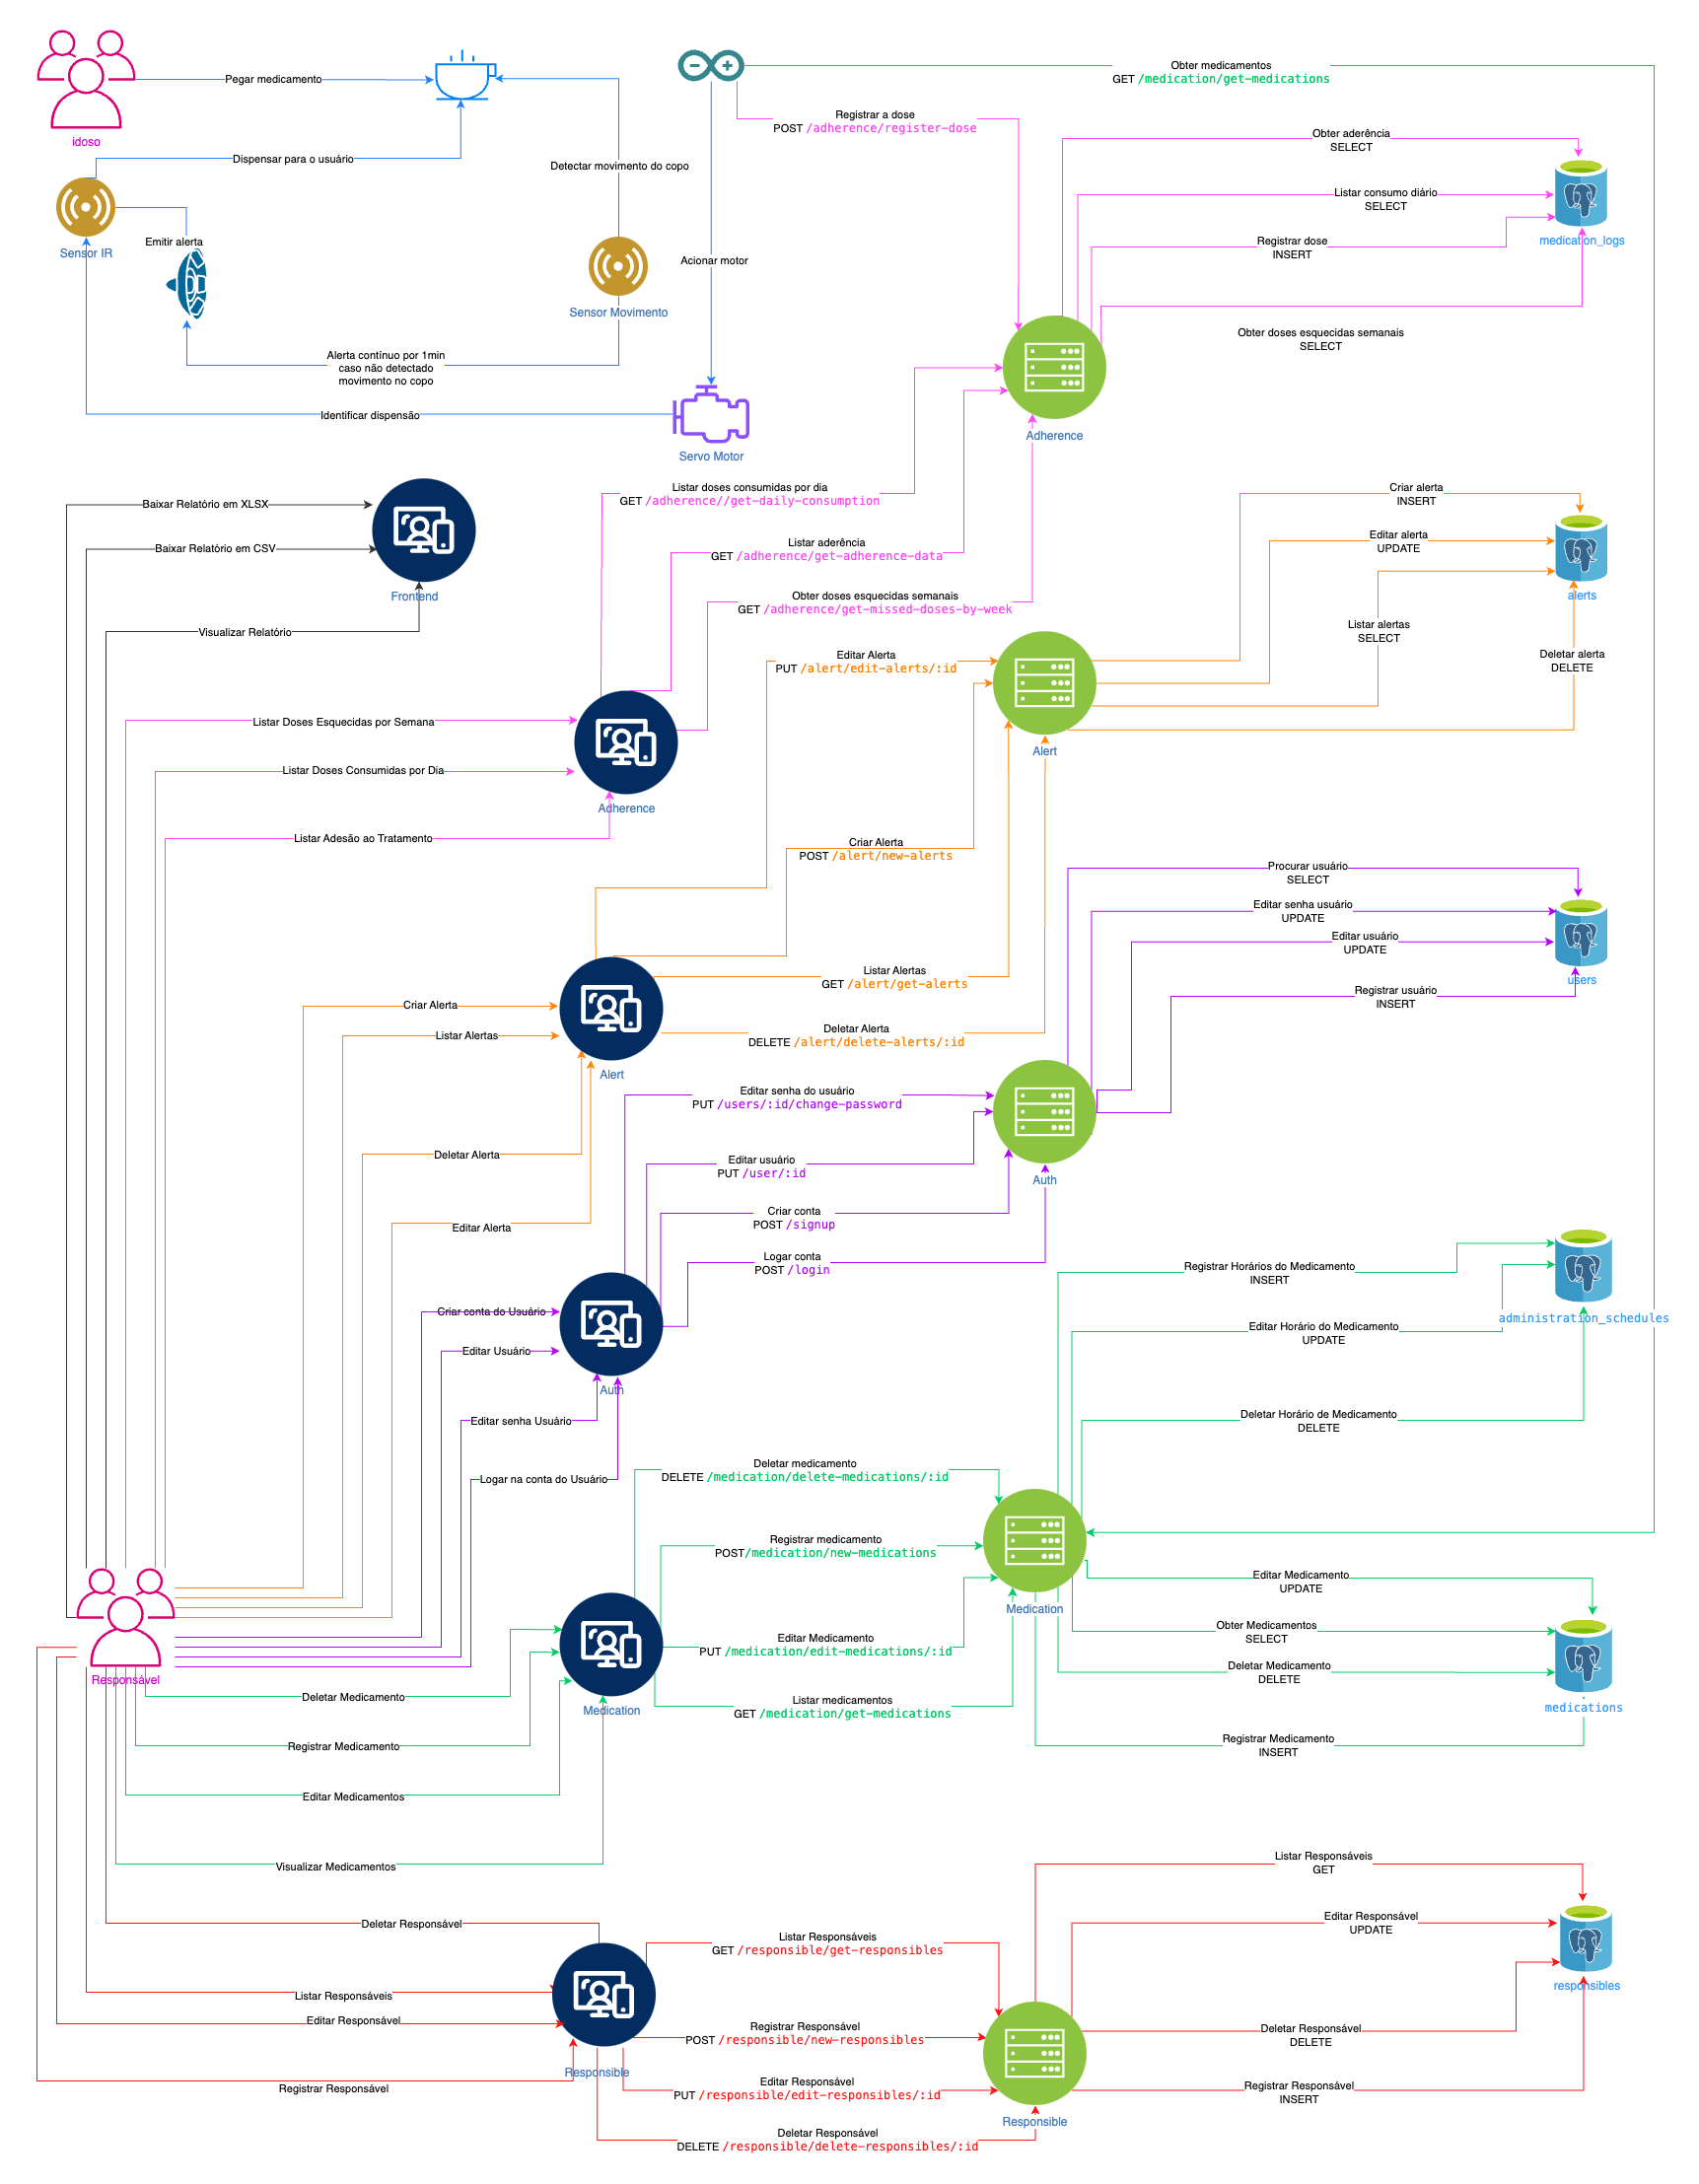 Pegar medicamento
idoso
Dispensar para o usuário
Sensor IR
Emitir alerta
Detectar movimento do copo
Sensor Movimento
Alerta contínuo por 1min
caso não detectado
movimento no copo
Identificar dispensão
Acionar motor
Servo Motor
Obter medicamentos
GET /medication/get-medications
Registrar a dose
POST /adherence/register-dose
Obter aderência
SELECT
Listar consumo diário
SELECT
Registrar dose
INSERT
medication_logs
Obter doses esquecidas semanais
SELECT
Adherence
Listar doses consumidas por dia
GET /adherence//get-daily-consumption
Listar aderência
GET /adherence/get-adherence-data
Obter doses esquecidas semanais
GET /adherence/get-missed-doses-by-week
Baixar Relatório em XLSX
Baixar Relatório em CSV
Frontend
Visualizar Relatório
Criar alerta
INSERT
Editar alerta
UPDATE
alerts
Listar alertas
SELECT
Deletar alerta
DELETE
Editar Alerta
PUT /alert/edit-alerts/:id
Alert
Listar Doses Esquecidas por Semana
Listar Doses Consumidas por Dia
Adherence
Listar Adesão ao Tratamento
Criar Alerta
POST /alert/new-alerts
Listar Alertas
GET /alert/get-alerts
Deletar Alerta
DELETE /alert/delete-alerts/:id
Criar Alerta
Listar Alertas
Alert
Deletar Alerta
Editar Alerta
Procurar usuário
SELECT
Editar senha usuário
UPDATE
Editar usuário
UPDATE
users
Registrar usuário
INSERT
Editar senha do usuário
PUT /users/:id/change-password
Editar usuário
PUT /user/:id
Auth
Criar conta
POST /signup
Logar conta
POST /login
Criar conta do Usuário
Editar Usuário
Auth
Editar senha Usuário
Logar na conta do Usuário
Registrar Horários do Medicamento
INSERT
administration_schedules
Editar Horário do Medicamento
UPDATE
Deletar Horário de Medicamento
DELETE
Deletar medicamento
DELETE /medication/delete-medications/:id
Registrar medicamento
POST/medication/new-medications
Medication
Editar Medicamento
PUT /medication/edit-medications/:id
Listar medicamentos
GET /medication/get-medications
Editar Medicamento
UPDATE
Obter Medicamentos
SELECT
Deletar Medicamento
DELETE
medications
Registrar Medicamento
INSERT
Responsável
Deletar Medicamento
Medication
Registrar Medicamento
Editar Medicamentos
Visualizar Medicamentos
Deletar Responsável
Listar Responsáveis
Editar Responsável
Responsible
Registrar Responsável
Listar Responsáveis
GET /responsible/get-responsibles
Registrar Responsável
POST /responsible/new-responsibles
Editar Responsável
PUT /responsible/edit-responsibles/:id
Deletar Responsável
DELETE /responsible/delete-responsibles/:id
Responsible
Listar Responsáveis
GET
Editar Responsável
UPDATE
responsibles
Deletar Responsável
DELETE
Registrar Responsável
INSERT